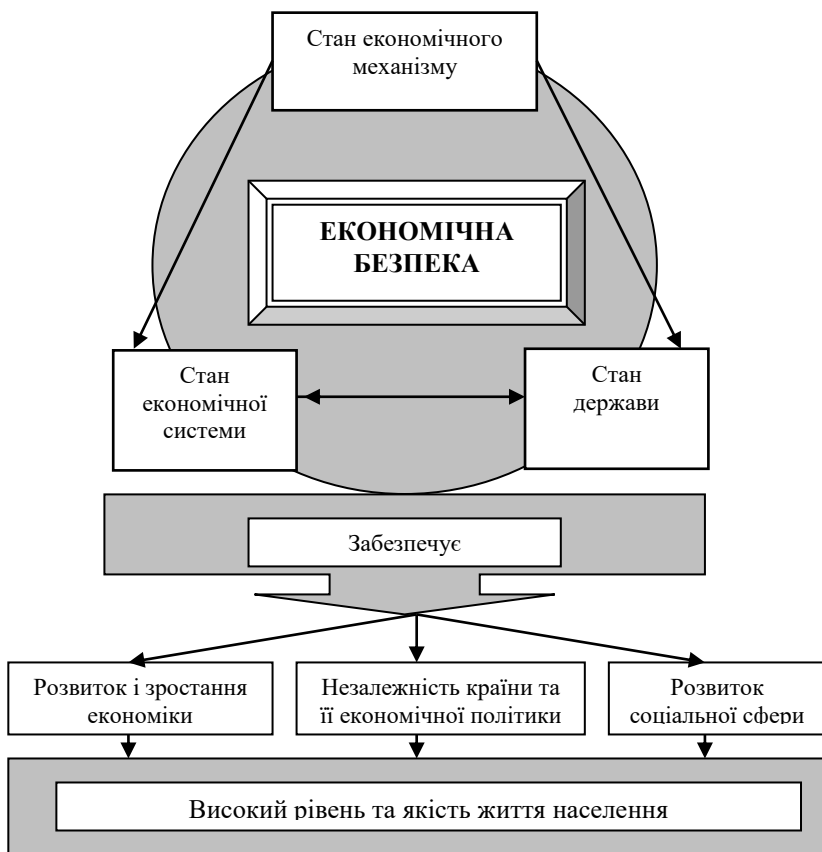 Стан економічного
механізму
ЕКОНОМІЧНА
БЕЗПЕКА
Стан
економічної
системи
Стан
держави
Забезпечує
Розвиток і зростання
економіки
Незалежність країни та
її економічної політики
Розвиток
соціальної сфери
Високий рівень та якість життя населення